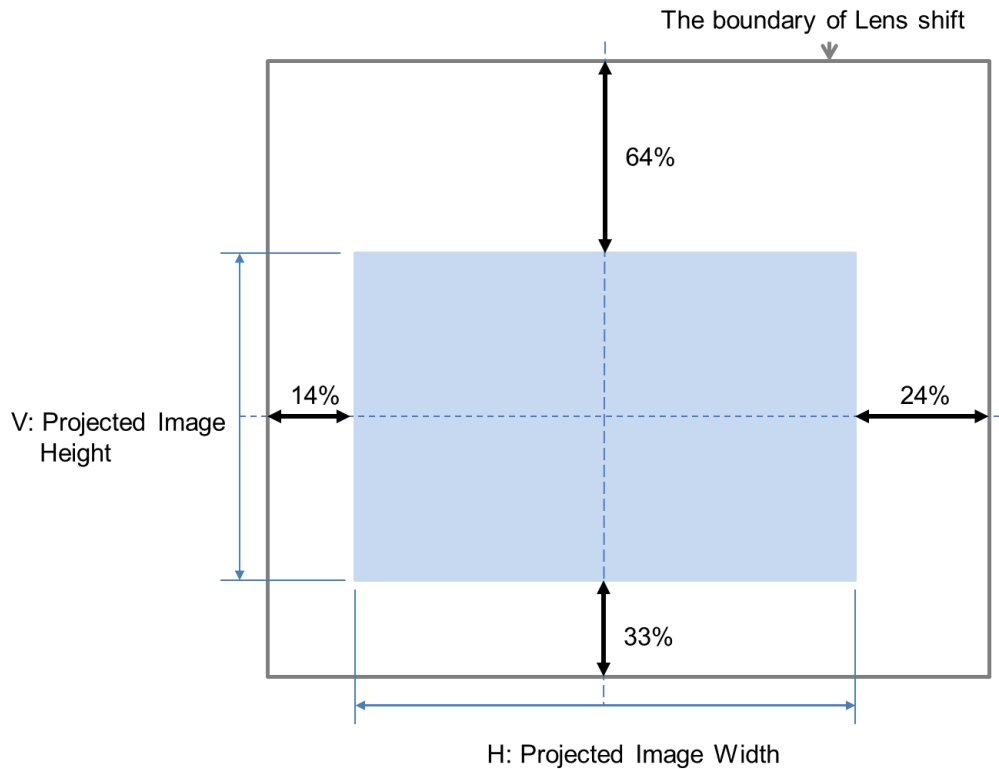 The boundary of Lens shift
64%
14%
24%
V: Projected Image
Height
33%
H: Projected Image Width